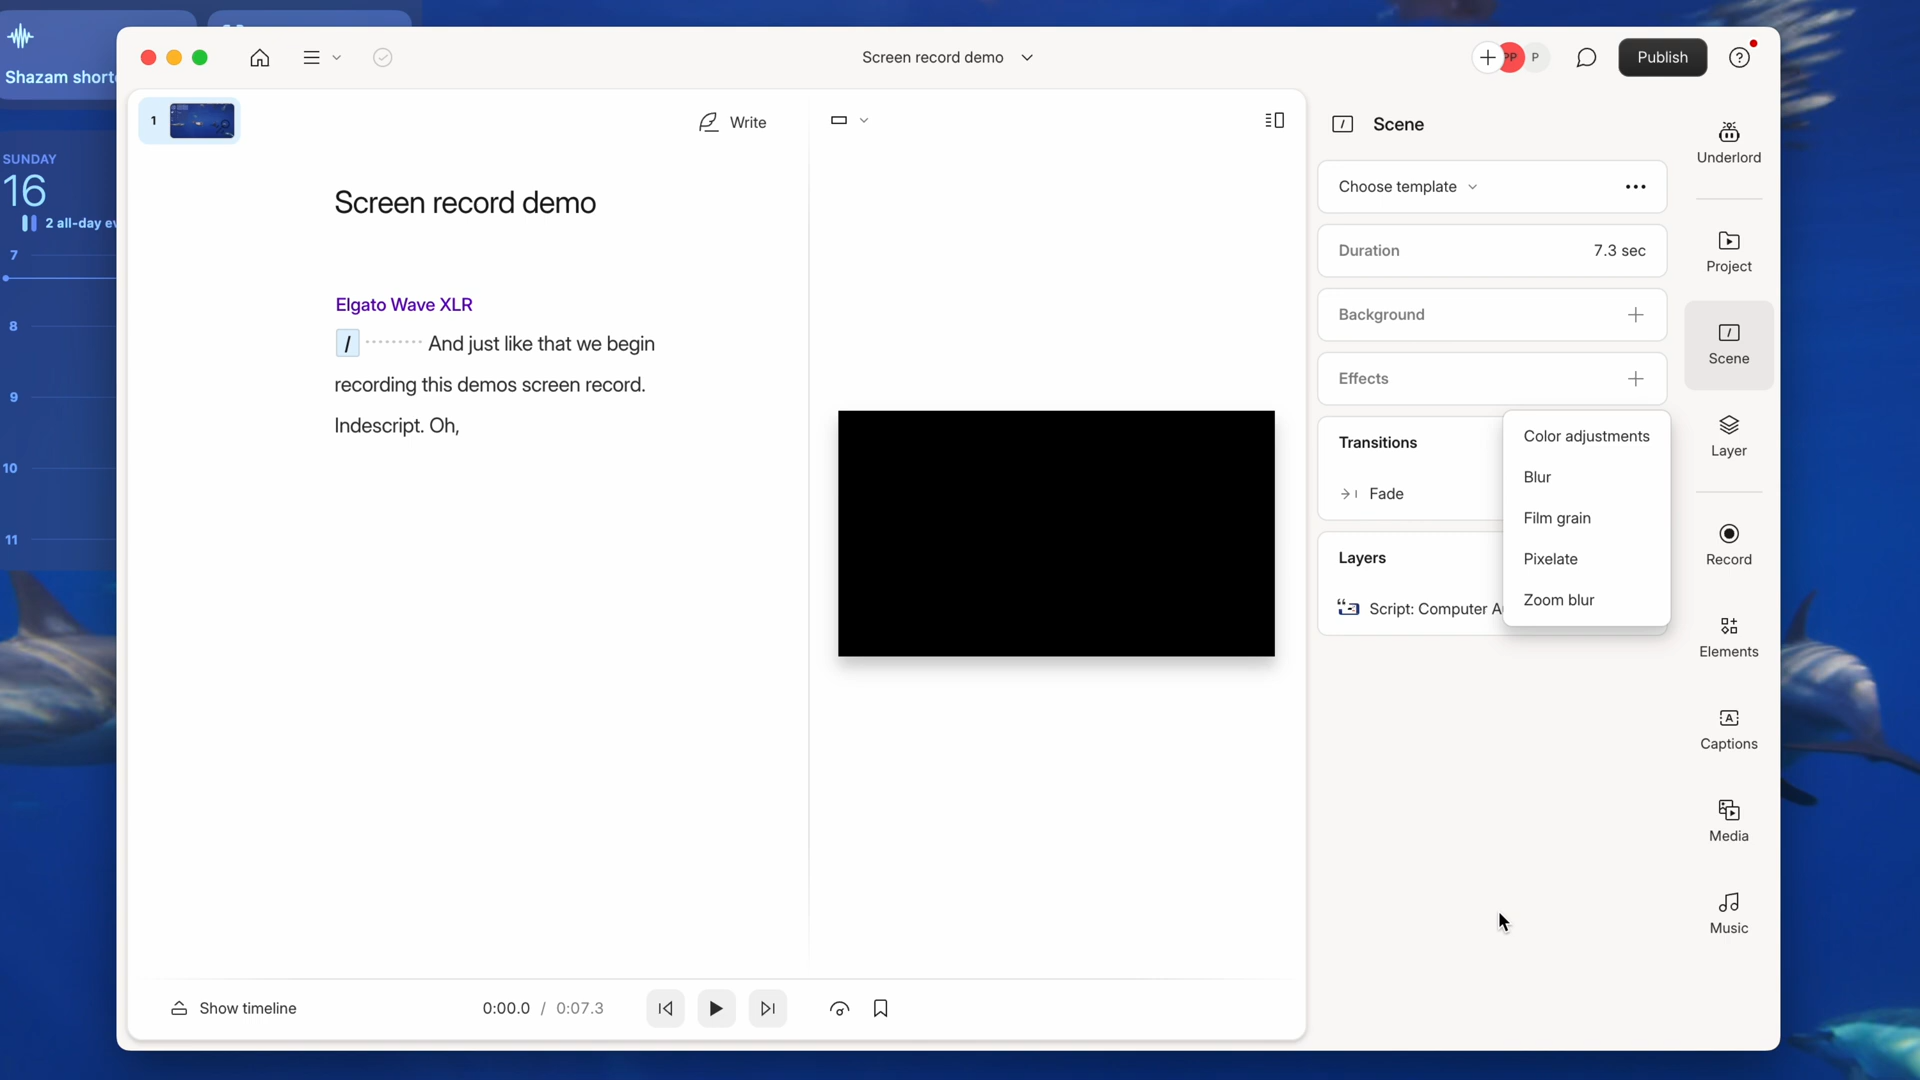 Shazam short
SUNDAY
16
2 all-day ev
7
8
9
10
11
Screen record demo
PP
P
Publish
1
Write
Screen record demo
Elgato Wave XLR
/ And just like that we begin
recording this demos screen record.
Indescript. Oh,
Scene
Choose template
Duration 7.3 sec
Background
Effects
Transitions
Fade
Layers
Script: Computer A
Color adjustments
Blur
Film grain
Pixelate
Zoom blur
Underlord
Project
Scene
Layer
Record
Elements
Captions
Media
Music
Show timeline
0:00.0 / 0:07.3